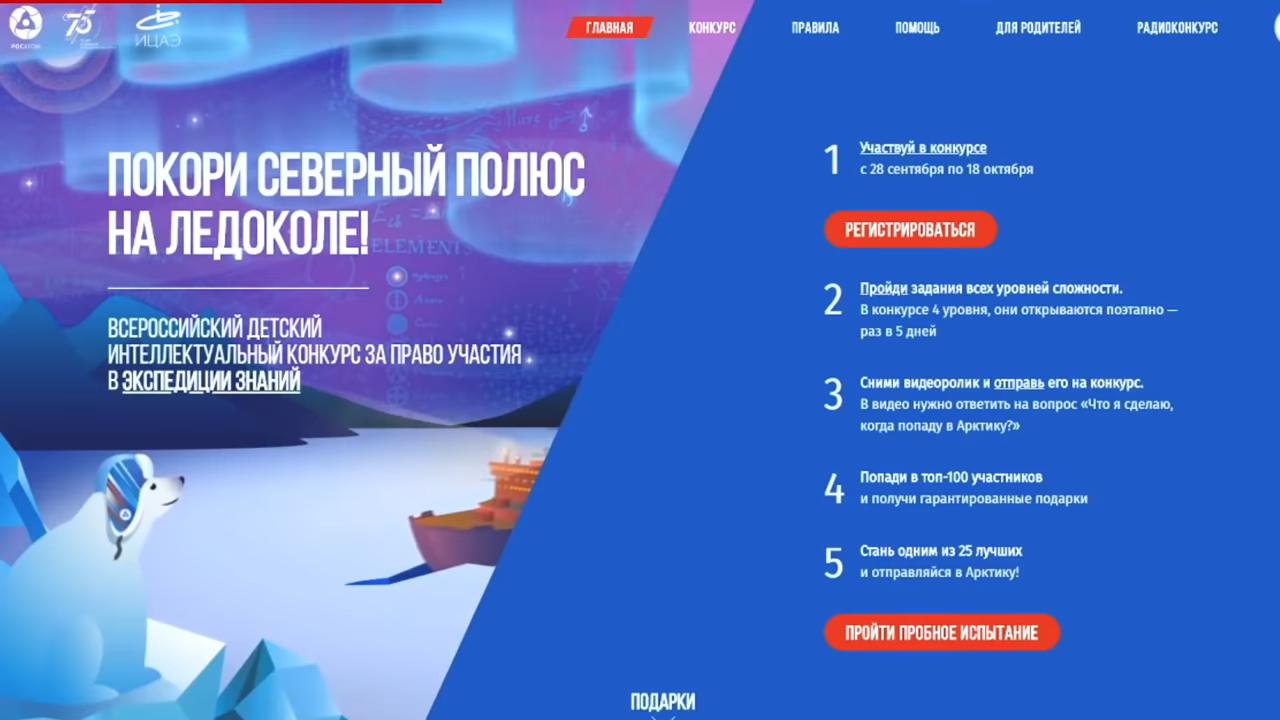 РОСАТОМ
75
ИЦАЭ
ГЛАВНАЯ
КОНКУРС
ПРАВИЛА
ПОМОЩЬ
ДЛЯ РОДИТЕЛЕЙ
РАДИОКОНКУРС
ПОКОРИ СЕВЕРНЫЙ ПОЛЮС
НА ЛЕДОКОЛЕ!
ELEMENTS
ВСЕРОССИЙСКИЙ ДЕТСКИЙ
ИНТЕЛЛЕКТУАЛЬНЫЙ КОНКУРС ЗА ПРАВО УЧАСТИЯ
В ЭКСПЕДИЦИИ ЗНАНИЙ
1 Участвуй в конкурсе
с 28 сентября по 18 октября
РЕГИСТРИРОВАТЬСЯ
2 Пройди задания всех уровней сложности.
В конкурсе 4 уровня, они открываются поэтапно —
раз в 5 дней
3 Сними видеоролик и отправь его на конкурс.
В видео нужно ответить на вопрос «Что я сделаю,
когда попаду в Арктику?»
4 Попади в топ-100 участников
и получи гарантированные подарки
5 Стань одним из 25 лучших
и отправляйся в Арктику!
ПРОЙТИ ПРОБНОЕ ИСПЫТАНИЕ
ПОДАРКИ